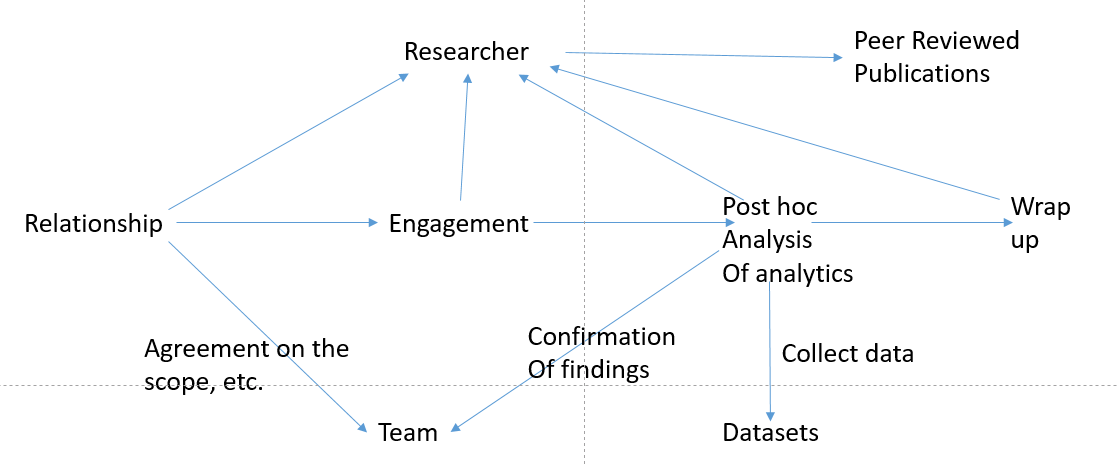 Researcher
Peer Reviewed
Publications
Relationship
Engagement
Post hoc
Analysis
Of analytics
Wrap
up
Agreement on the
scope, etc.
Confirmation
Of findings
Collect data
Team
Datasets